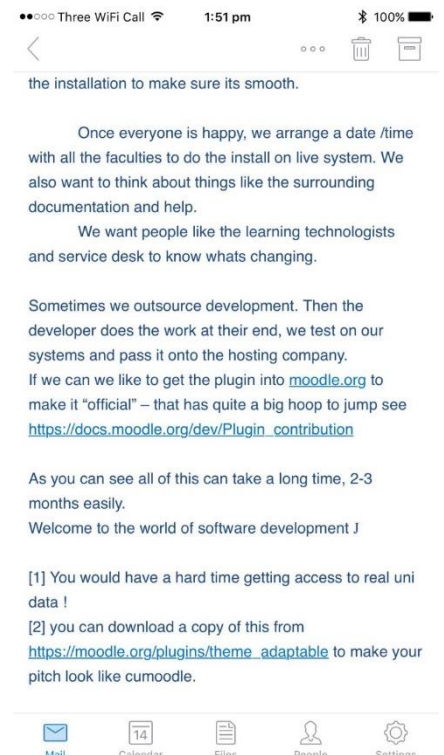 Three WiFi Call 1:51 pm 100%
the installation to make sure its smooth.
Once everyone is happy, we arrange a date /time
with all the faculties to do the install on live system. We
also want to think about things like the surrounding
documentation and help.
We want people like the learning technologists
and service desk to know whats changing.
Sometimes we outsource development. Then the
developer does the work at their end, we test on our
systems and pass it onto the hosting company.
If we can we like to get the plugin into moodle.org to
make it “official” – that has quite a big hoop to jump see
https://docs.moodle.org/dev/Plugin_contribution
As you can see all of this can take a long time, 2-3
months easily.
Welcome to the world of software development J
[1] You would have a hard time getting access to real uni
data !
[2] you can download a copy of this from
https://moodle.org/plugins/theme_adaptable to make your
pitch look like cumoodle.
14
Mail Calendar Files People Settings